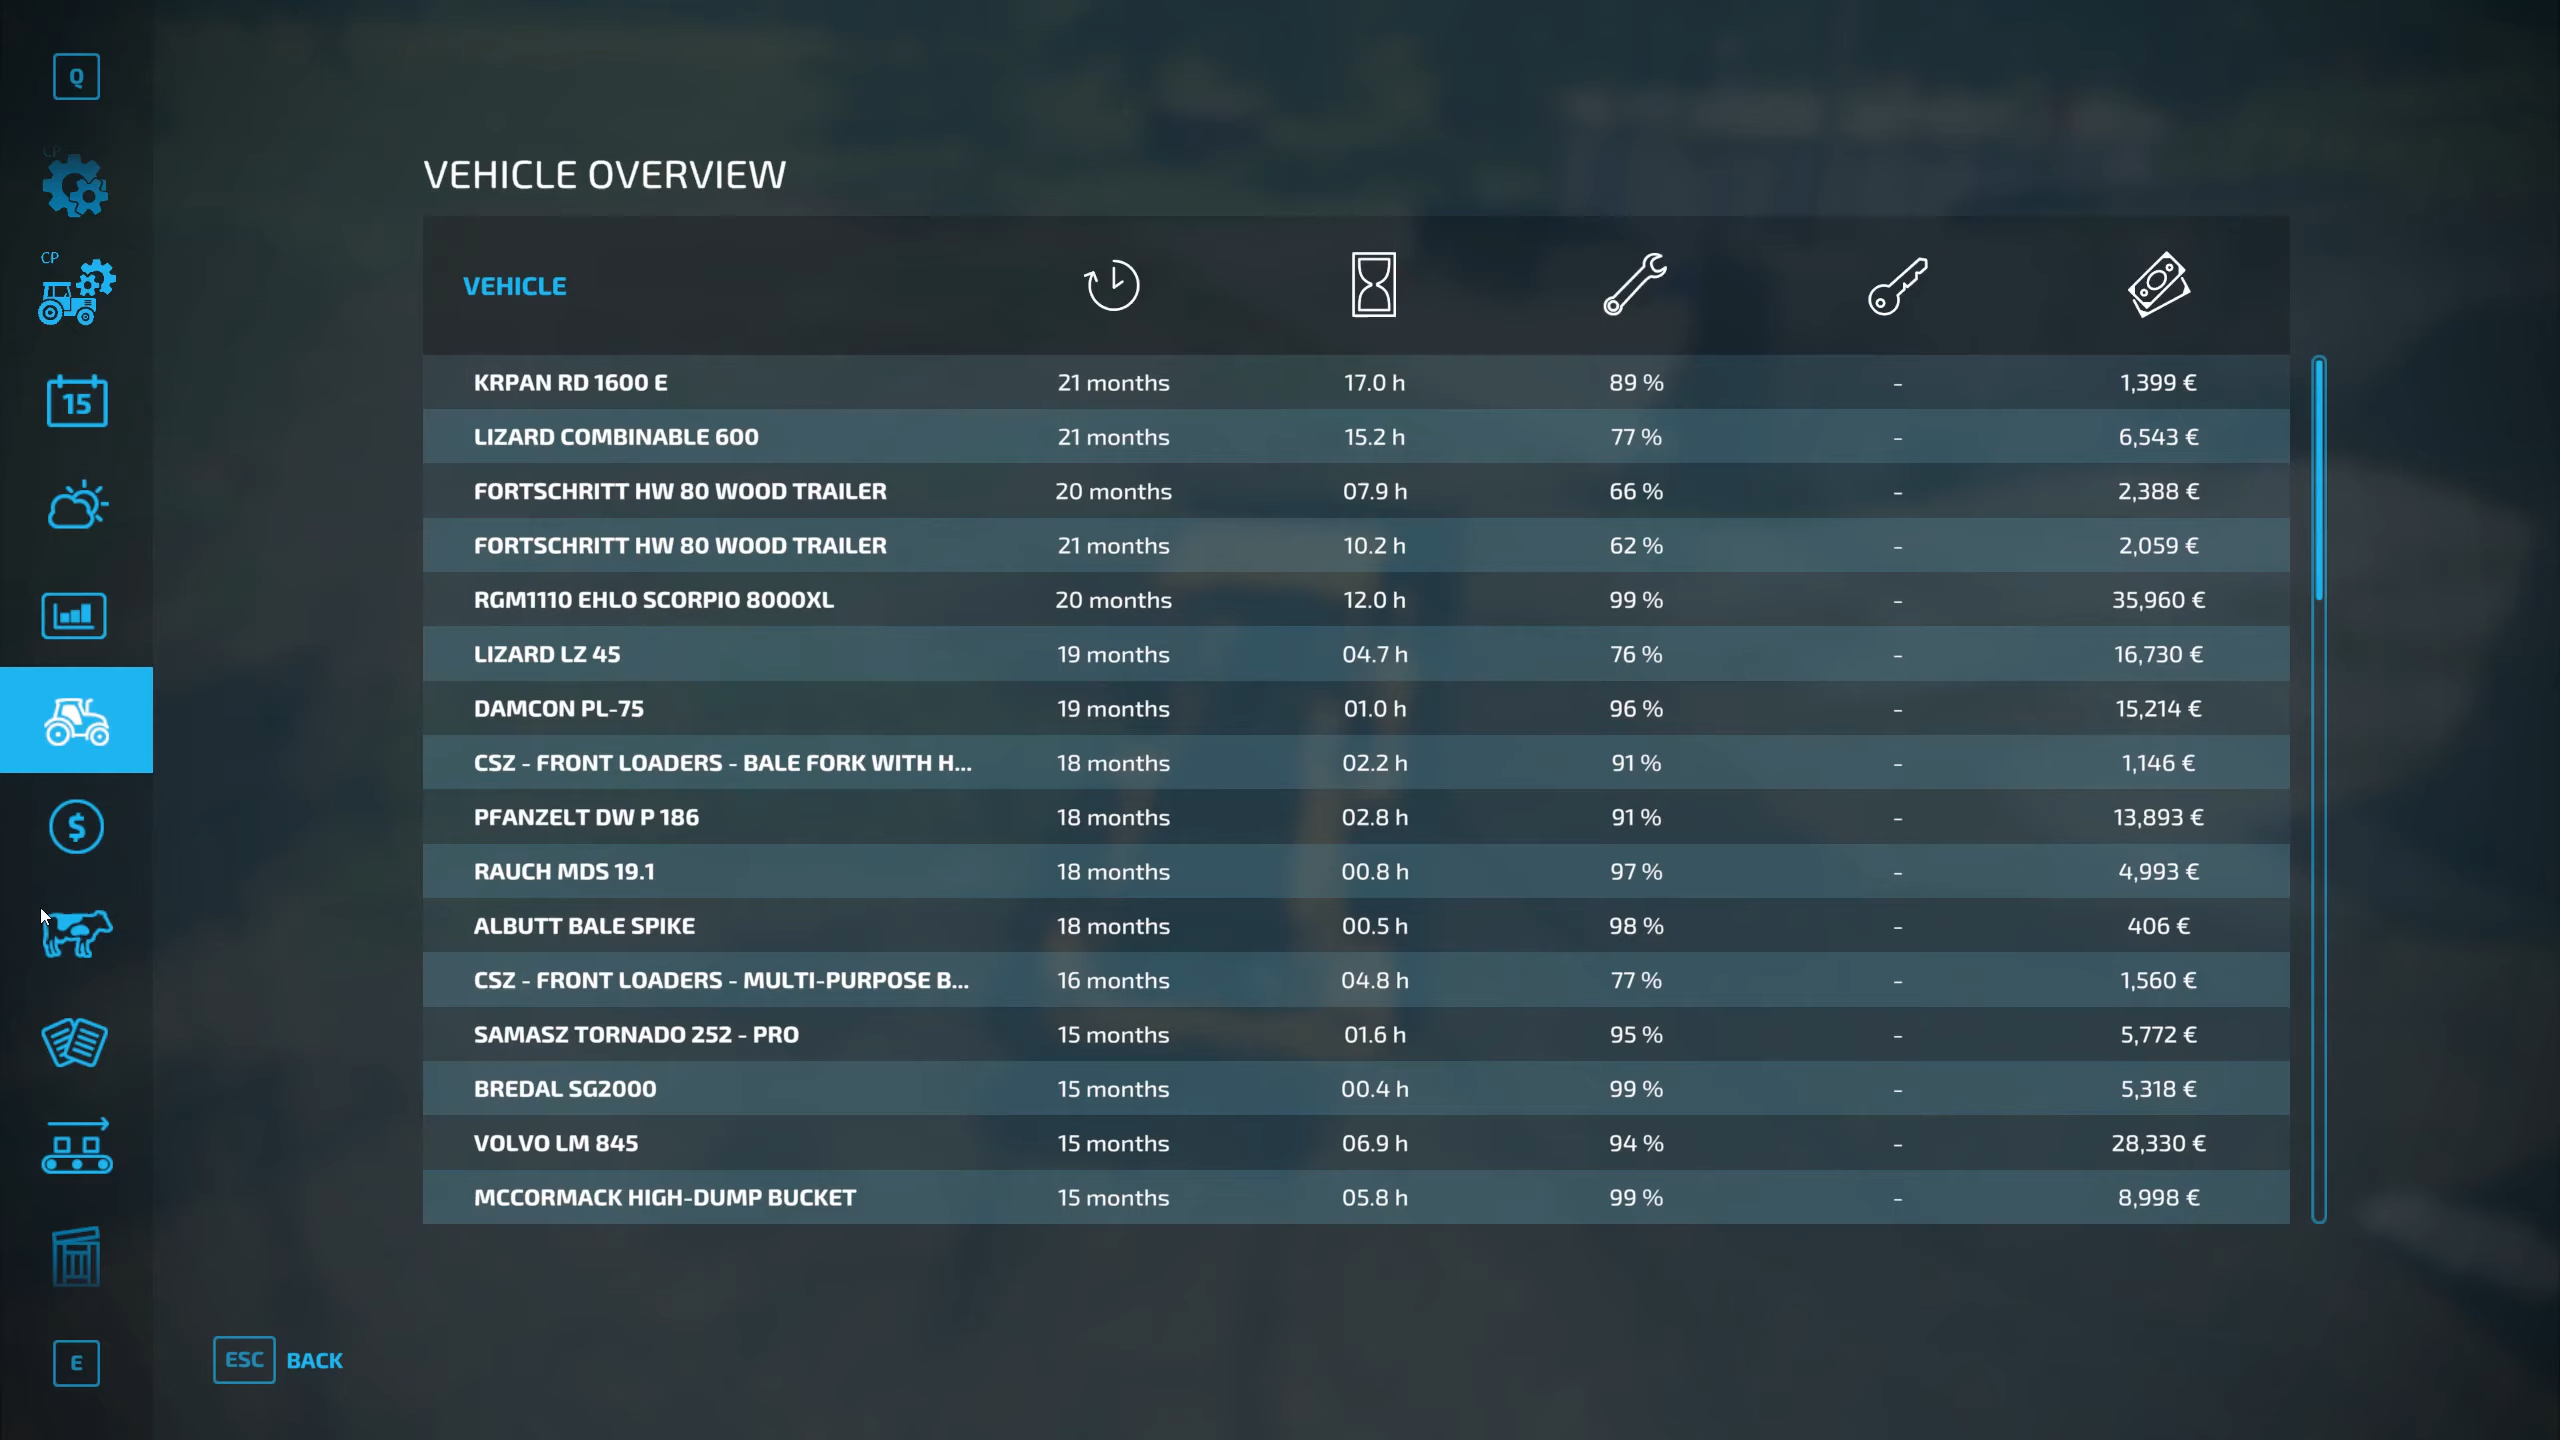 Q
CP
CP
15
$
E
VEHICLE OVERVIEW
VEHICLE
KRPAN RD 1600 E 21 months 17.0 h 89 % - 1,399 €
LIZARD COMBINABLE 600 21 months 15.2 h 77 % - 6,543 €
FORTSCHRITT HW 80 WOOD TRAILER 20 months 07.9 h 66 % - 2,388 €
FORTSCHRITT HW 80 WOOD TRAILER 21 months 10.2 h 62 % - 2,059 €
RGM1110 EHLO SCORPIO 8000XL 20 months 12.0 h 99 % - 35,960 €
LIZARD LZ 45 19 months 04.7 h 76 % - 16,730 €
DAMCON PL-75 19 months 01.0 h 96 % - 15,214 €
CSZ - FRONT LOADERS - BALE FORK WITH H... 18 months 02.2 h 91 % - 1,146 €
PFANZELT DW P 186 18 months 02.8 h 91 % - 13,893 €
RAUCH MDS 19.1 18 months 00.8 h 97 % - 4,993 €
ALBUTT BALE SPIKE 18 months 00.5 h 98 % - 406 €
CSZ - FRONT LOADERS - MULTI-PURPOSE B... 16 months 04.8 h 77 % - 1,560 €
SAMASZ TORNADO 252 - PRO 15 months 01.6 h 95 % - 5,772 €
BREDAL SG2000 15 months 00.4 h 99 % - 5,318 €
VOLVO LM 845 15 months 06.9 h 94 % - 28,330 €
MCCORMACK HIGH-DUMP BUCKET 15 months 05.8 h 99 % - 8,998 €
ESC BACK